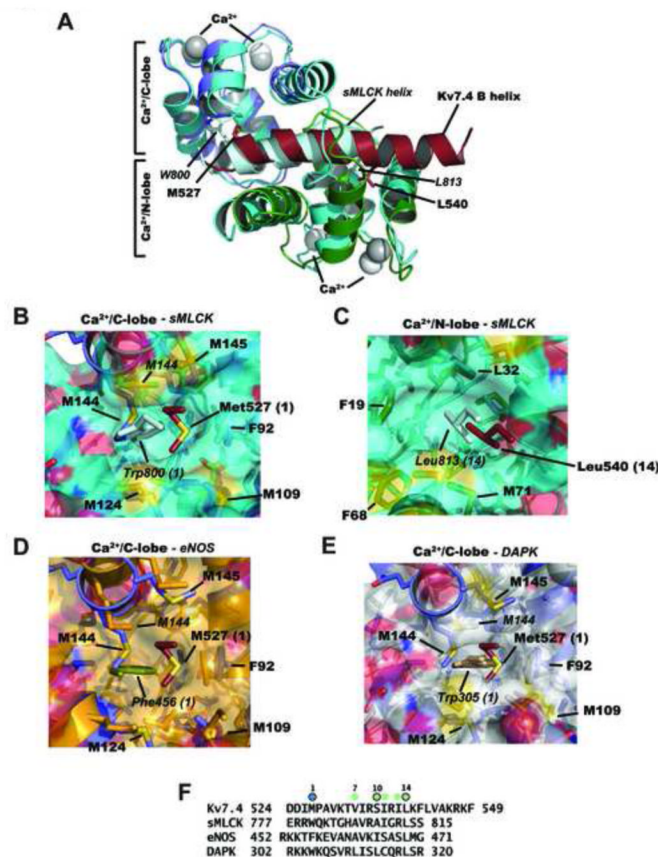 A
Ca²⁺
Ca²⁺/C-lobe
sMLCK helix
Kv7.4 B helix
W800
M527
L813
L540
Ca²⁺/N-lobe
Ca²⁺
B
Ca²⁺/C-lobe - sMLCK
M145
M144
M144
Met527 (1)
F92
Trp800 (1)
M124
M109
C
Ca²⁺/N-lobe - sMLCK
L32
F19
Leu813 (14)
Leu540 (14)
M71
F68
D
Ca²⁺/C-lobe - eNOS
M145
M144
M144
M527 (1)
F92
Phe456 (1)
M109
M124
E
Ca²⁺/C-lobe - DAPK
M145
M144
M144
Met527 (1)
F92
Trp305 (1)
M109
M124
F
1 7 10 14
Kv7.4 524 DDIMPAVKTVIRSIRILKFLVAKRKF 549
sMLCK 777 ERRWQKTGHAVRAIGRLSS 815
eNOS 452 RKKTFKEVANAVKISASLMG 471
DAPK 302 RKKWKQSVRLISLCQRLSR 320